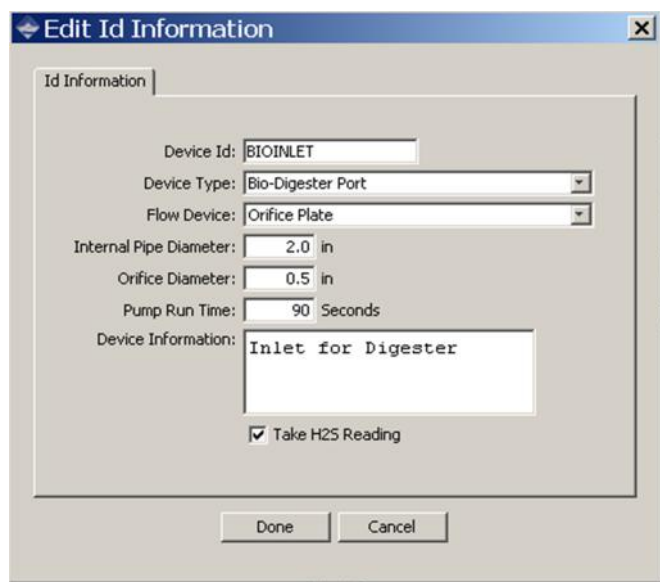 Edit Id Information
Id Information
Device Id: BIOINLET
Device Type: Bio-Digester Port
Flow Device: Orifice Plate
Internal Pipe Diameter: 2.0 in
Orifice Diameter: 0.5 in
Pump Run Time: 90 Seconds
Device Information: Inlet for Digester
Take H2S Reading
Done Cancel